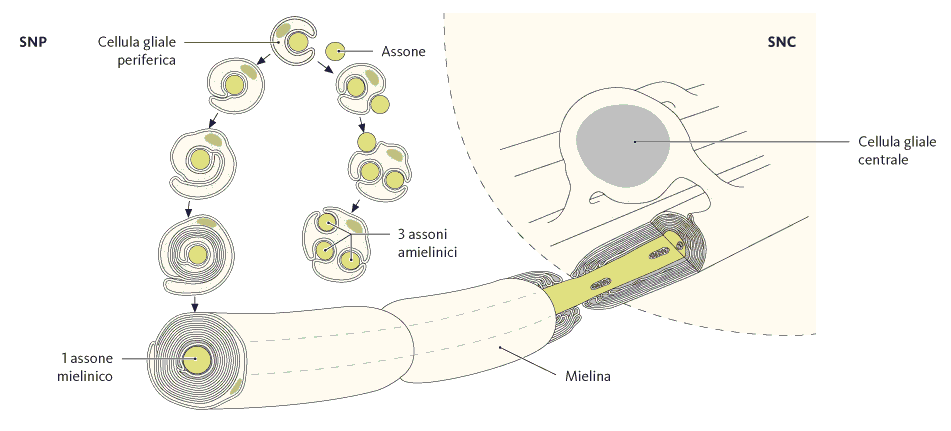 SNP
Cellula gliale
periferica
Assone
SNC
Cellula gliale
centrale
3 assoni
amielinici
1 assone
mielinico
Mielina